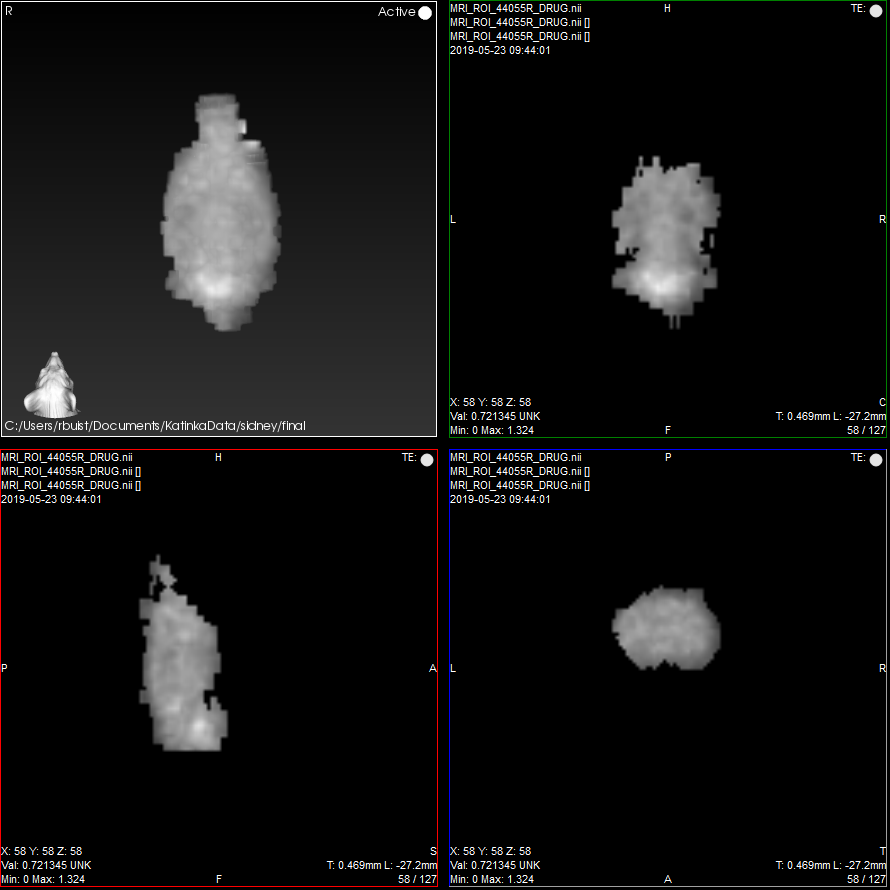 R
Active
C:/Users/rbuist/Documents/KatinkaData/sidney/final
MRI_ROI_44055R_DRUG.nii
H
TE:
MRI_ROI_44055R_DRUG.nii []
MRI_ROI_44055R_DRUG.nii []
2019-05-23 09:44:01
L
R
X: 58 Y: 58 Z: 58
C
Val: 0.721345 UNK
T: 0.469mm L: -27.2mm
Min: 0 Max: 1.324
F
58 / 127
MRI_ROI_44055R_DRUG.nii
H
TE:
MRI_ROI_44055R_DRUG.nii []
MRI_ROI_44055R_DRUG.nii []
2019-05-23 09:44:01
P
A
X: 58 Y: 58 Z: 58
S
Val: 0.721345 UNK
T: 0.469mm L: -27.2mm
Min: 0 Max: 1.324
F
58 / 127
MRI_ROI_44055R_DRUG.nii
P
TE:
MRI_ROI_44055R_DRUG.nii []
MRI_ROI_44055R_DRUG.nii []
2019-05-23 09:44:01
L
R
X: 58 Y: 58 Z: 58
T
Val: 0.721345 UNK
T: 0.469mm L: -27.2mm
Min: 0 Max: 1.324
A
58 / 127